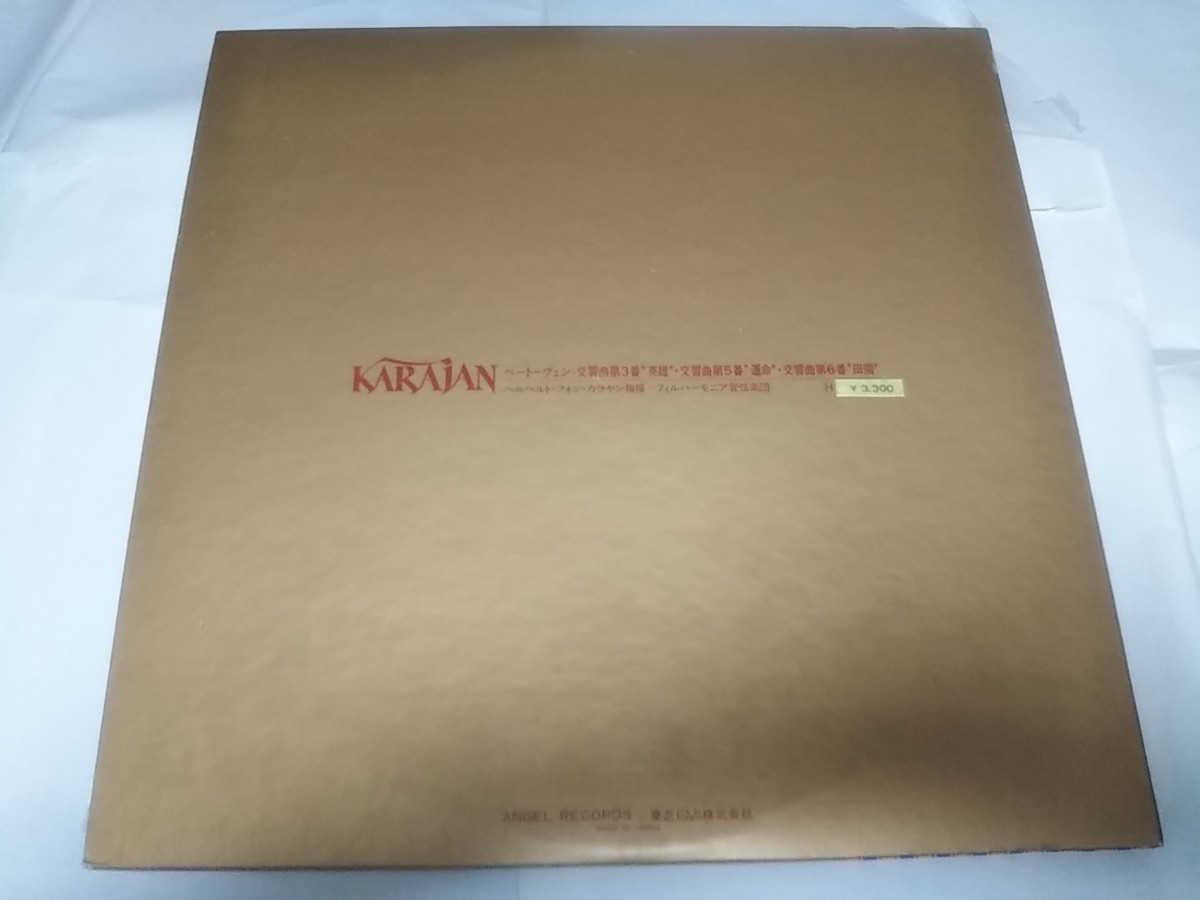 KARAJAN
ベートーヴェン 交響曲第3番"英雄"・交響曲第5番"運命"・交響曲第6番"田園"
ヘルベルト・フォン・カラヤン指揮 フィルハーモニア管弦楽団
¥3,300
ANGEL RECORDS 東芝EMI株式会社
MADE IN JAPAN